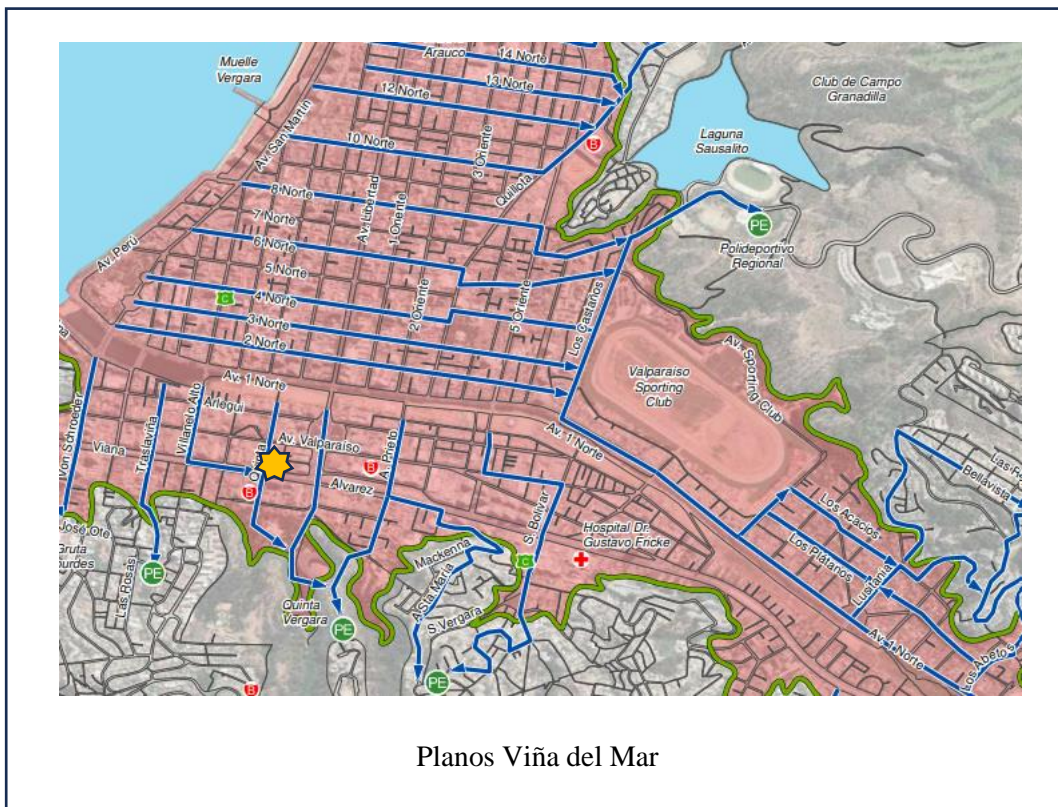 14 Norte
Arauco
Muelle
Vergara
13 Norte
12 Norte
Club de Campo
Granadilla
Av. San Martín
10 Norte
3 Oriente
Laguna
Sausalito
B
Quillota
8 Norte
7 Norte
Av. Libertad
1 Oriente
PE
Polideportivo
Regional
Av. Perú
6 Norte
5 Norte
C
4 Norte
2 Oriente
5 Oriente
Los Castaños
3 Norte
2 Norte
Av. Sporting Club
Valparaiso
Sporting
Club
Av. 1 Norte
Von Schroeder
Traslaviña
Villanelo Alto
Arlegui
Viana
Av. Valparaíso
A. Prieto
Av. 1 Norte
B
B
Alvarez
S. Bolívar
Bellavista
Los Acacios
José Ote.
Las Rosas
PE
Mackenna
C
Hospital Dr.
Gustavo Fricke
Los Plátanos
Lusitania
A. Sta. María
Quinta
Vergara
PE
S. Vergara
Av. 1 Norte
Los Abetos
B
PE
Planos Viña del Mar